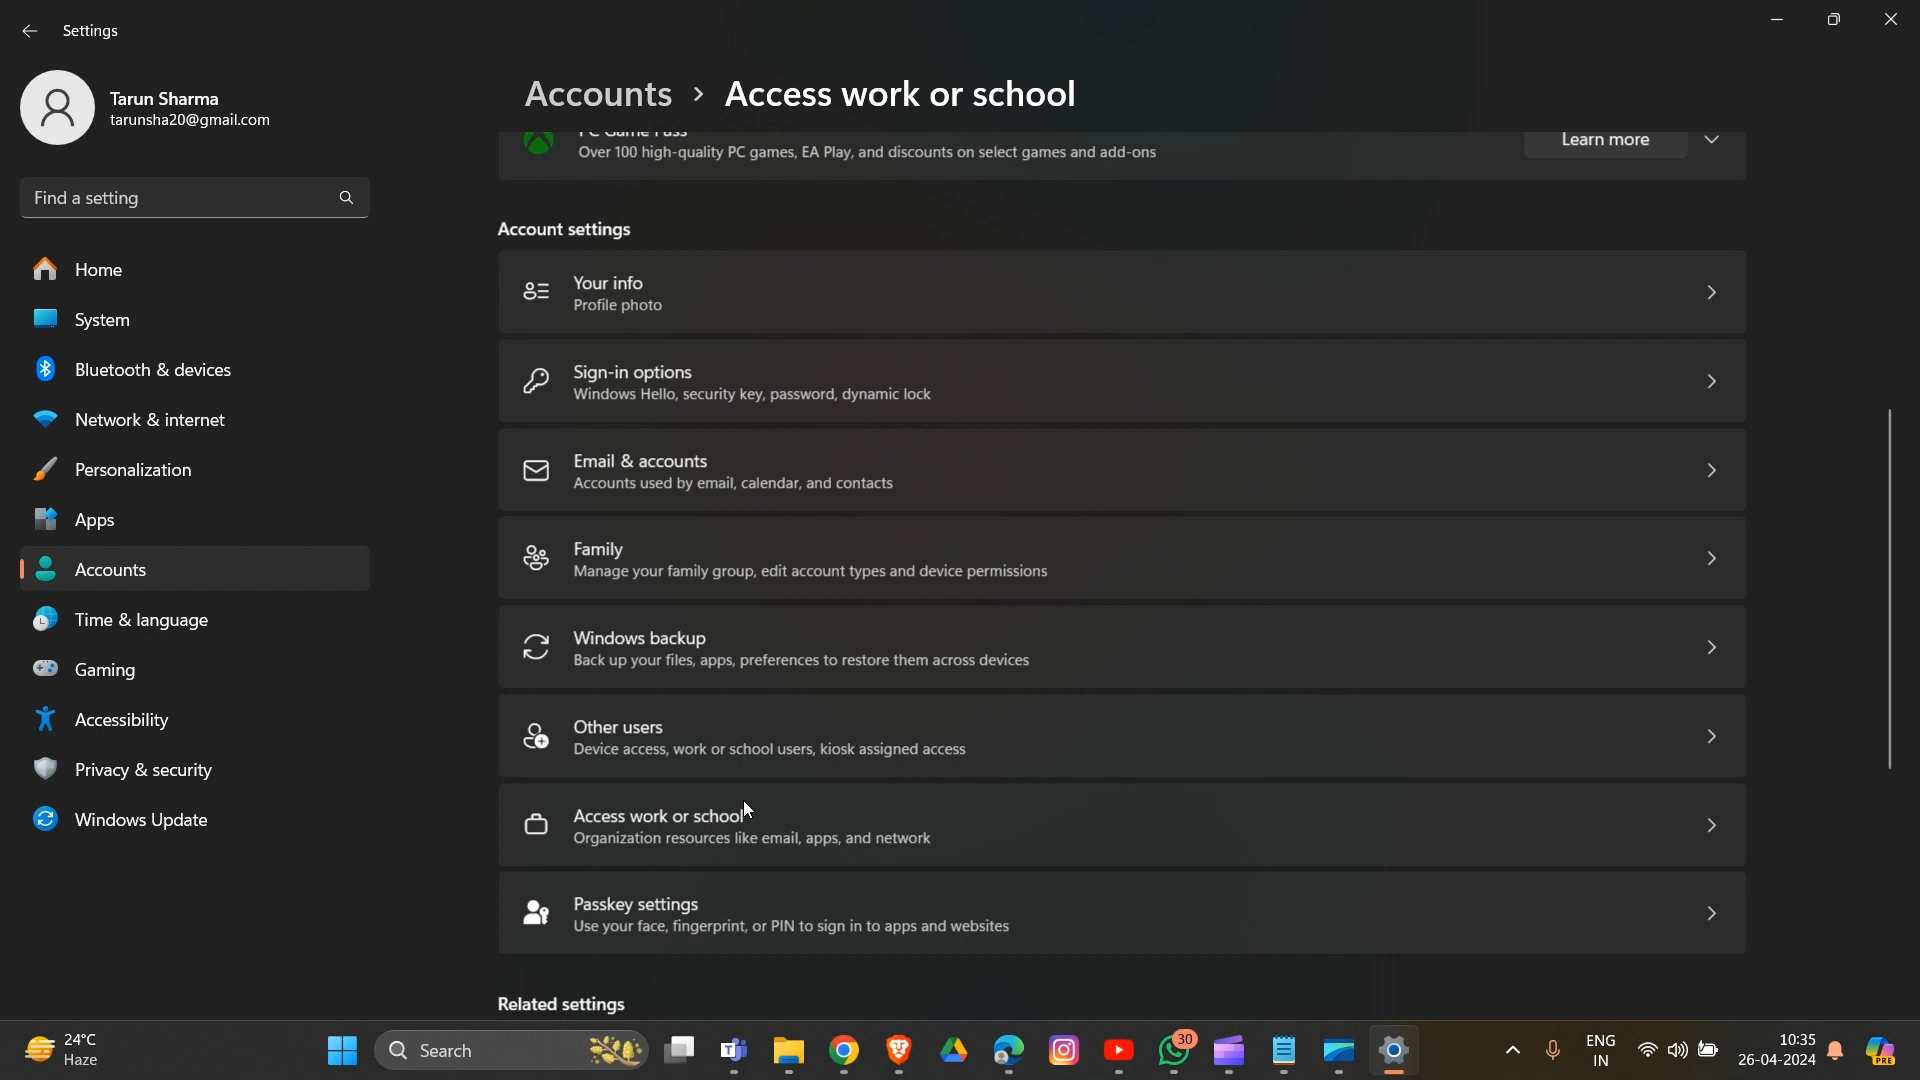 Settings
Tarun Sharma
tarunsha20@gmail.com
Find a setting
Home
System
Bluetooth & devices
Network & internet
Personalization
Apps
Accounts
Time & language
Gaming
Accessibility
Privacy & security
Windows Update
Accounts > Access work or school
PC Game Pass
Over 100 high-quality PC games, EA Play, and discounts on select games and add-ons
Learn more
Account settings
Your info
Profile photo
Sign-in options
Windows Hello, security key, password, dynamic lock
Email & accounts
Accounts used by email, calendar, and contacts
Family
Manage your family group, edit account types and device permissions
Windows backup
Back up your files, apps, preferences to restore them across devices
Other users
Device access, work or school users, kiosk assigned access
Access work or school
Organization resources like email, apps, and network
Passkey settings
Use your face, fingerprint, or PIN to sign in to apps and websites
Related settings
24°C
Haze
Search
30
ENG
IN
10:35
26-04-2024
PRE